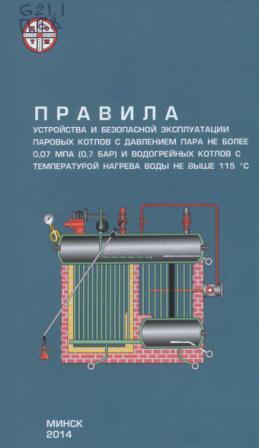 621.1
ПРАВИЛА
УСТРОЙСТВА И БЕЗОПАСНОЙ ЭКСПЛУАТАЦИИ
ПАРОВЫХ КОТЛОВ С ДАВЛЕНИЕМ ПАРА НЕ БОЛЕЕ
0,07 МПА (0,7 БАР) И ВОДОГРЕЙНЫХ КОТЛОВ С
ТЕМПЕРАТУРОЙ НАГРЕВА ВОДЫ НЕ ВЫШЕ 115 °С
МИНСК
2014